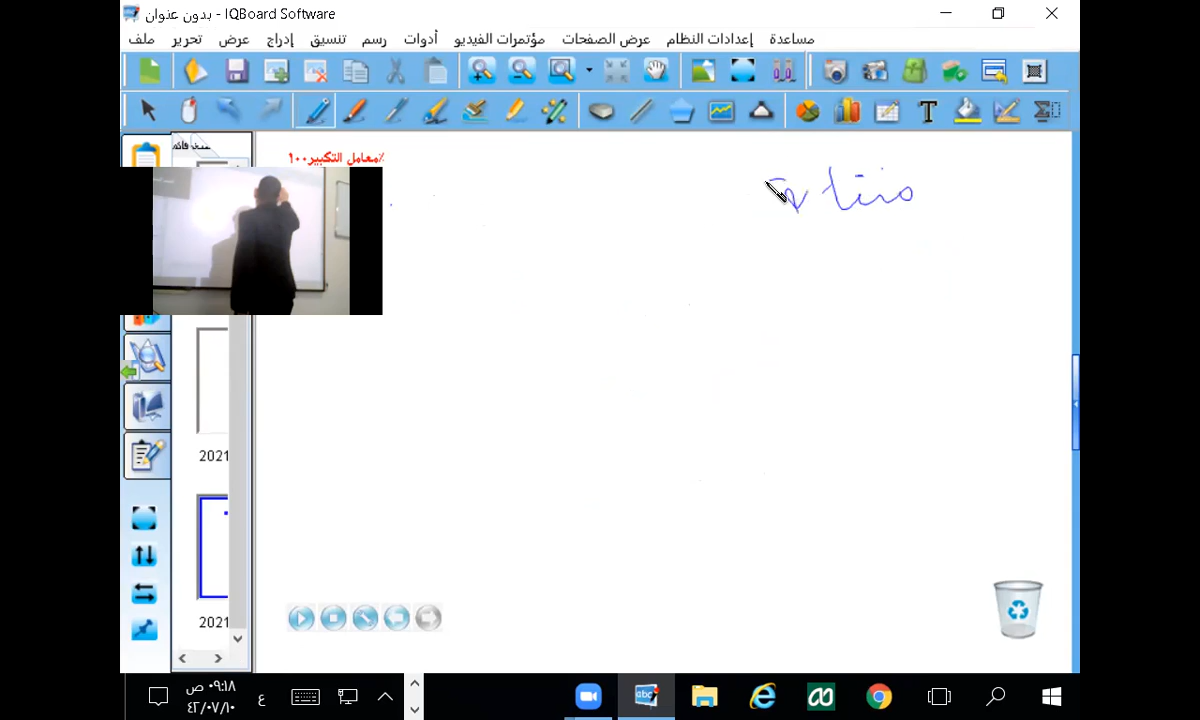 بدون عنوان - IQBoard Software
ملف تحرير عرض إدراج تنسيق رسم أدوات مؤتمرات الفيديو عرض الصفحات إعدادات النظام مساعدة
معامل التكبير١٠٠٪
2021
2021
٠٩:١٨ ص
٤٢/٠٧/١٠
ع
abc